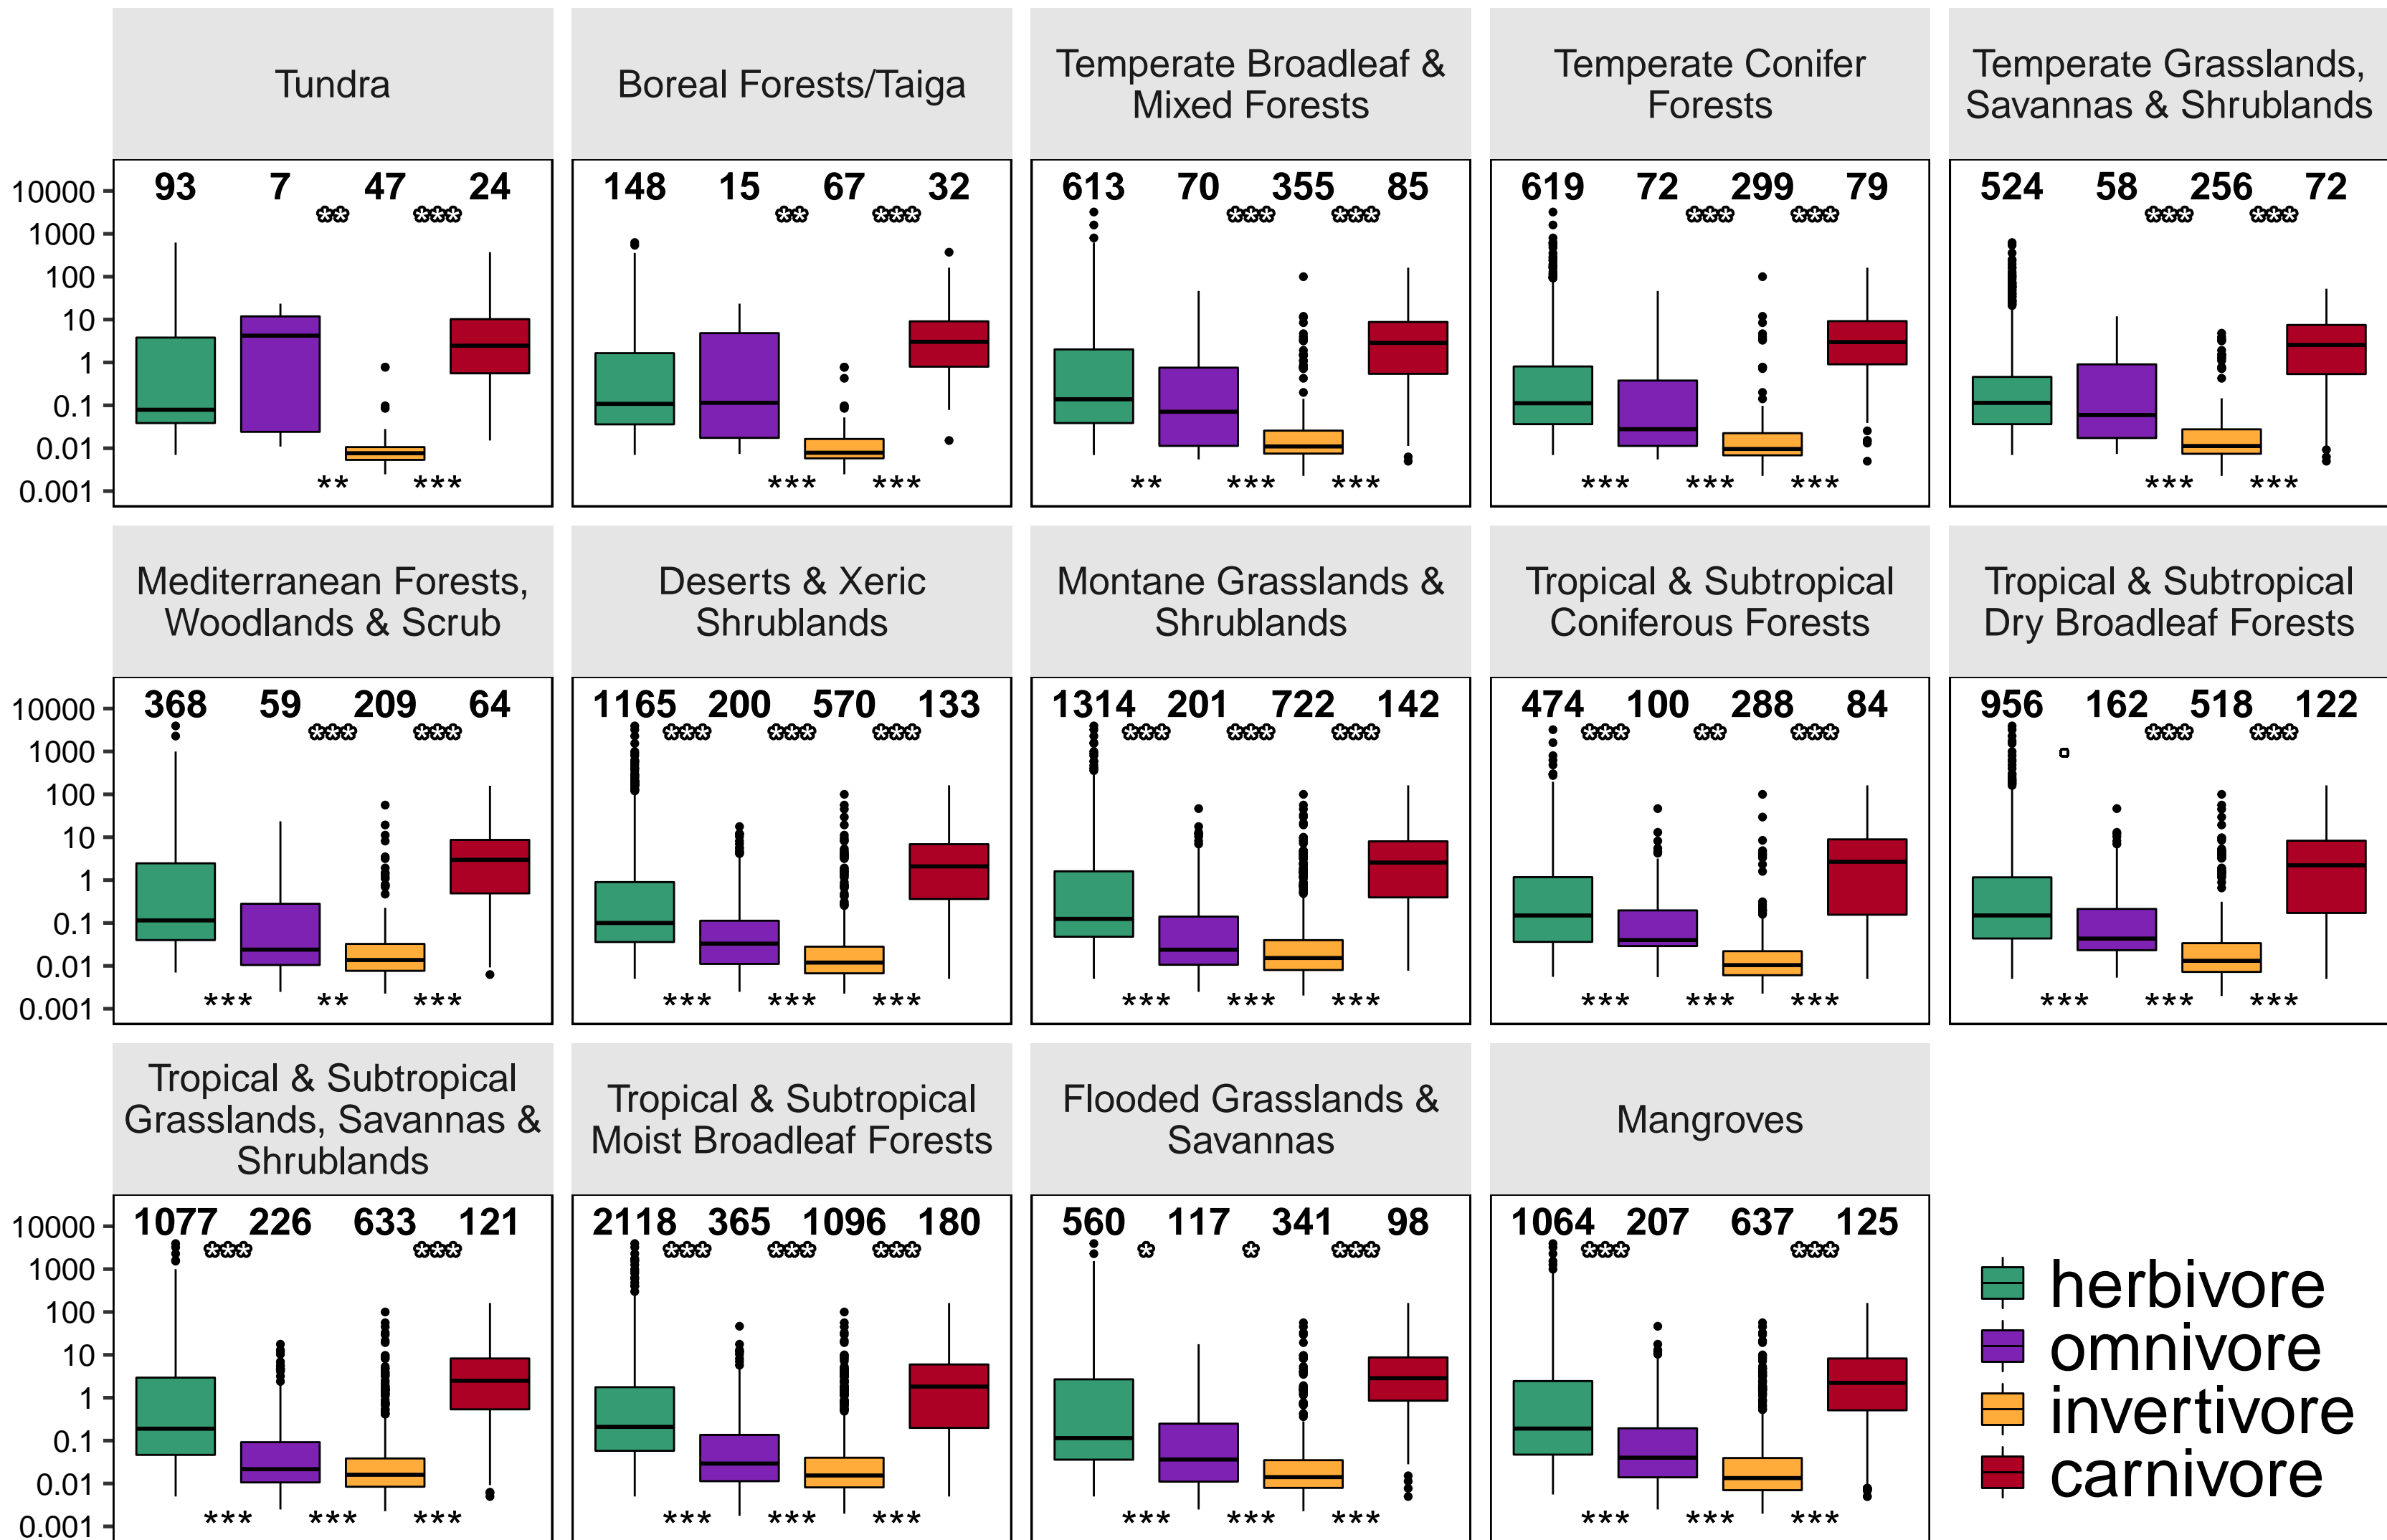 Tundra
Boreal Forests/Taiga
Temperate Broadleaf &
Mixed Forests
Temperate Conifer
Forests
Temperate Grasslands,
Savannas & Shrublands
10000
1000
100
10
1
0.1
0.01
0.001
93 7 47 24
** ***
** ***
148 15 67 32
** ***
*** ***
613 70 355 85
*** ***
** *** ***
619 72 299 79
*** ***
*** *** ***
524 58 256 72
*** ***
*** ***
Mediterranean Forests,
Woodlands & Scrub
Deserts & Xeric
Shrublands
Montane Grasslands &
Shrublands
Tropical & Subtropical
Coniferous Forests
Tropical & Subtropical
Dry Broadleaf Forests
10000
1000
100
10
1
0.1
0.01
0.001
368 59 209 64
*** ***
*** ** ***
1165 200 570 133
*** *** ***
*** *** ***
1314 201 722 142
*** *** ***
*** *** ***
474 100 288 84
*** ** ***
*** *** ***
956 162 518 122
*** ***
*** *** ***
Tropical & Subtropical
Grasslands, Savannas &
Shrublands
Tropical & Subtropical
Moist Broadleaf Forests
Flooded Grasslands &
Savannas
Mangroves
10000
1000
100
10
1
0.1
0.01
0.001
1077 226 633 121
*** ***
*** *** ***
2118 365 1096 180
*** *** ***
*** *** ***
560 117 341 98
* * ***
*** *** ***
1064 207 637 125
*** ***
*** *** ***
herbivore
omnivore
invertivore
carnivore